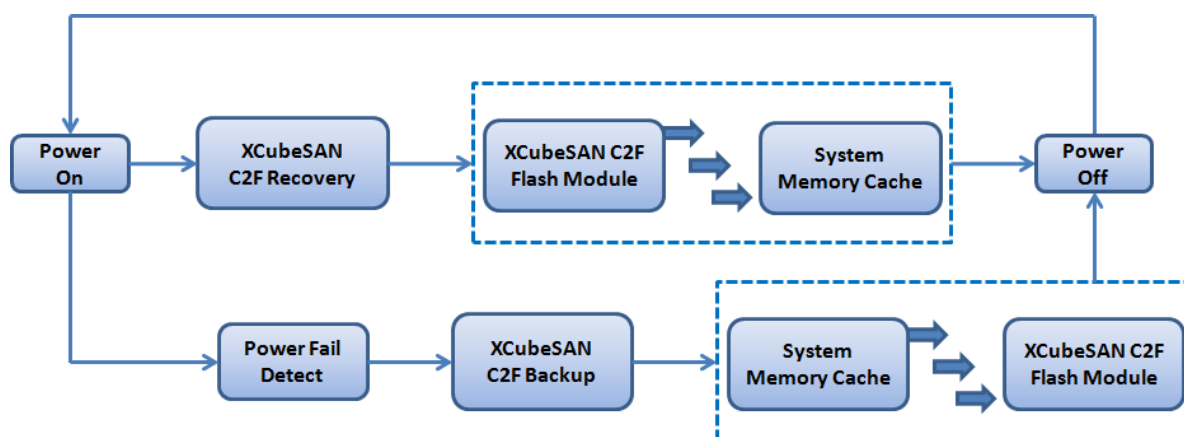 Power
On
XCubeSAN
C2F Recovery
XCubeSAN C2F
Flash Module
System
Memory Cache
Power
Off
Power Fail
Detect
XCubeSAN
C2F Backup
System
Memory Cache
XCubeSAN C2F
Flash Module